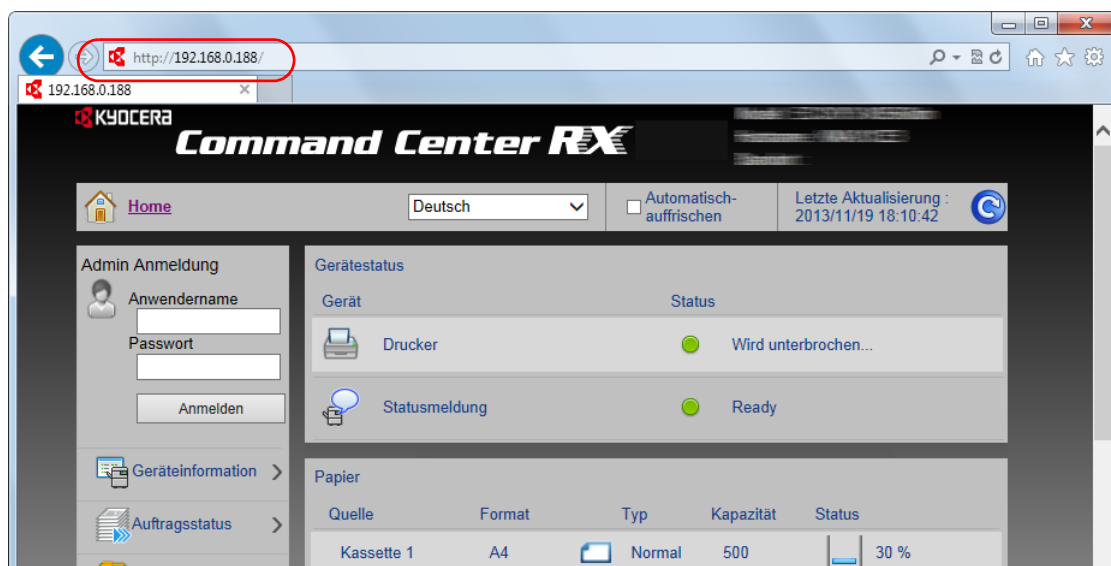 http://192.168.0.188/
192.168.0.188
KYOCERA
Command Center RX
Home
Deutsch
Automatisch-
auffrischen
Letzte Aktualisierung :
2013/11/19 18:10:42
Admin Anmeldung
Anwendername
Passwort
Anmelden
Geräteinformation
Auftragsstatus
Gerätestatus
Gerät Status
Drucker Wird unterbrochen...
Statusmeldung Ready
Papier
Quelle Format Typ Kapazität Status
Kassette 1 A4 Normal 500 30 %